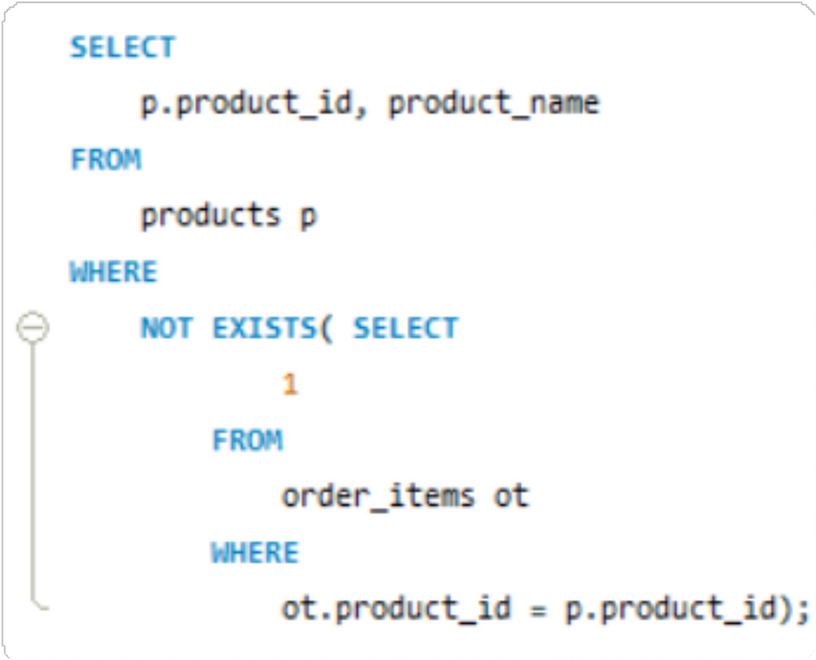 SELECT
p.product_id, product_name
FROM
products p
WHERE
NOT EXISTS( SELECT
1
FROM
order_items ot
WHERE
ot.product_id = p.product_id);